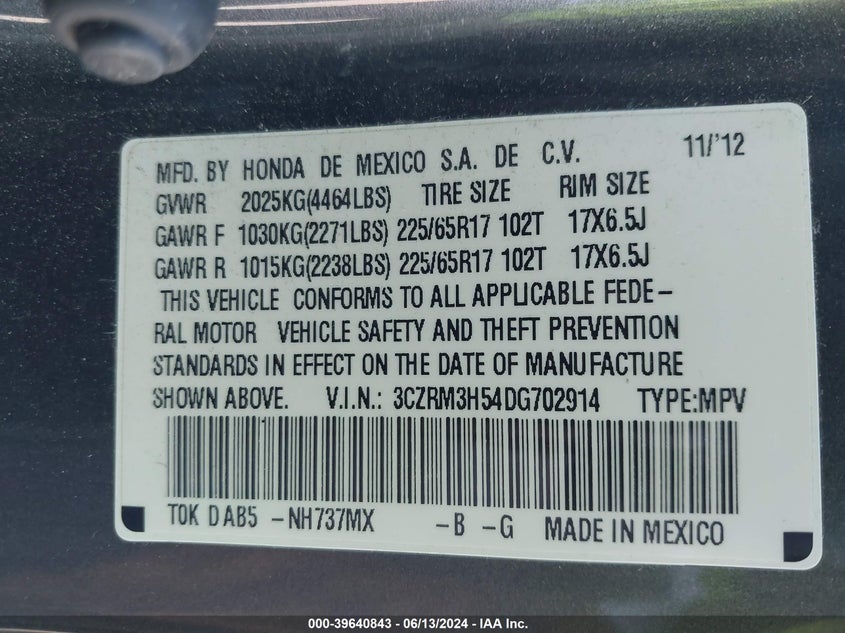 MFD. BY HONDA DE MEXICO S.A. DE C.V. 11/'12
GVWR 2025KG(4464LBS) TIRE SIZE RIM SIZE
GAWR F 1030KG(2271LBS) 225/65R17 102T 17X6.5J
GAWR R 1015KG(2238LBS) 225/65R17 102T 17X6.5J
THIS VEHICLE CONFORMS TO ALL APPLICABLE FEDE-
RAL MOTOR VEHICLE SAFETY AND THEFT PREVENTION
STANDARDS IN EFFECT ON THE DATE OF MANUFACTURE
SHOWN ABOVE. V.I.N.: 3CZRM3H54DG702914 TYPE:MPV
TOK D AB5 -NH737MX -B -G MADE IN MEXICO
000-39640843 - 06/13/2024 - IAA Inc.